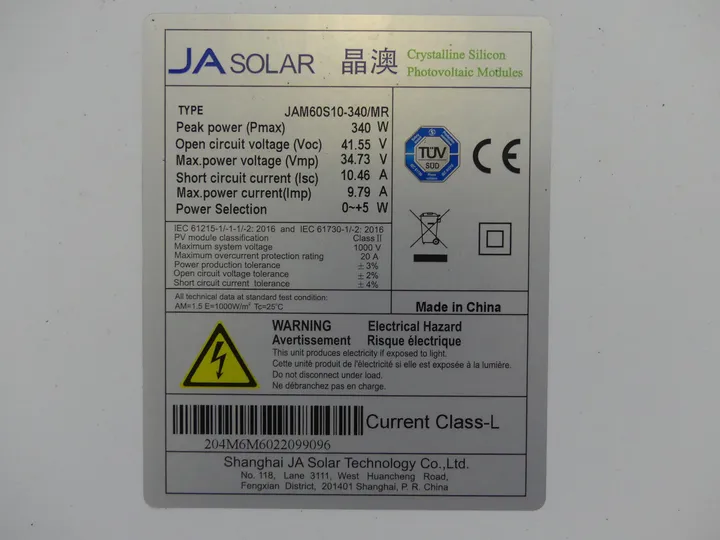 JA SOLAR 晶澳 Crystalline Silicon
Photovoltaic Modules
TYPE JAM60S10-340/MR
Peak power (Pmax) 340 W
Open circuit voltage (Voc) 41.55 V
Max.power voltage (Vmp) 34.73 V
Short circuit current (Isc) 10.46 A
Max.power current(Imp) 9.79 A
Power Selection 0~+5 W
TÜV
SÜD
CE
IEC 61215-1/-1-1/-2: 2016 and IEC 61730-1/-2: 2016
PV module classification Class II
Maximum system voltage 1000 V
Maximum overcurrent protection rating 20 A
Power production tolerance ± 3%
Open circuit voltage tolerance ± 2%
Short circuit current tolerance ± 4%
All technical data at standard test condition:
AM=1.5 E=1000W/m² Tc=25°C
Made in China
WARNING Electrical Hazard
Avertissement Risque électrique
This unit produces electricity if exposed to light.
Cette unité produit de l'électricité si elle est exposée à la lumière.
Do not disconnect under load.
Ne débranchez pas en charge.
Current Class-L
204M6M6022099096
Shanghai JA Solar Technology Co.,Ltd.
No. 118, Lane 3111, West Huancheng Road,
Fengxian District, 201401 Shanghai, P. R. China